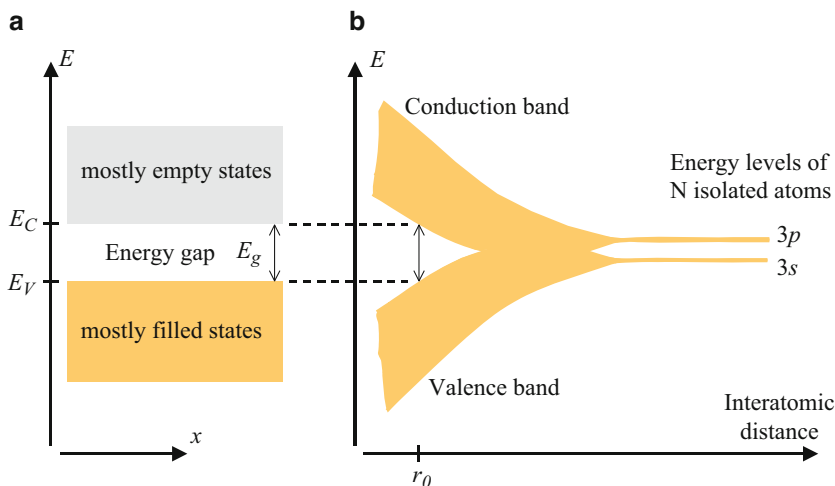 a
E
mostly empty states
E_C
Energy gap
E_g
E_V
mostly filled states
x
b
E
Conduction band
Energy levels of
N isolated atoms
3p
3s
Valence band
Interatomic
distance
r_0